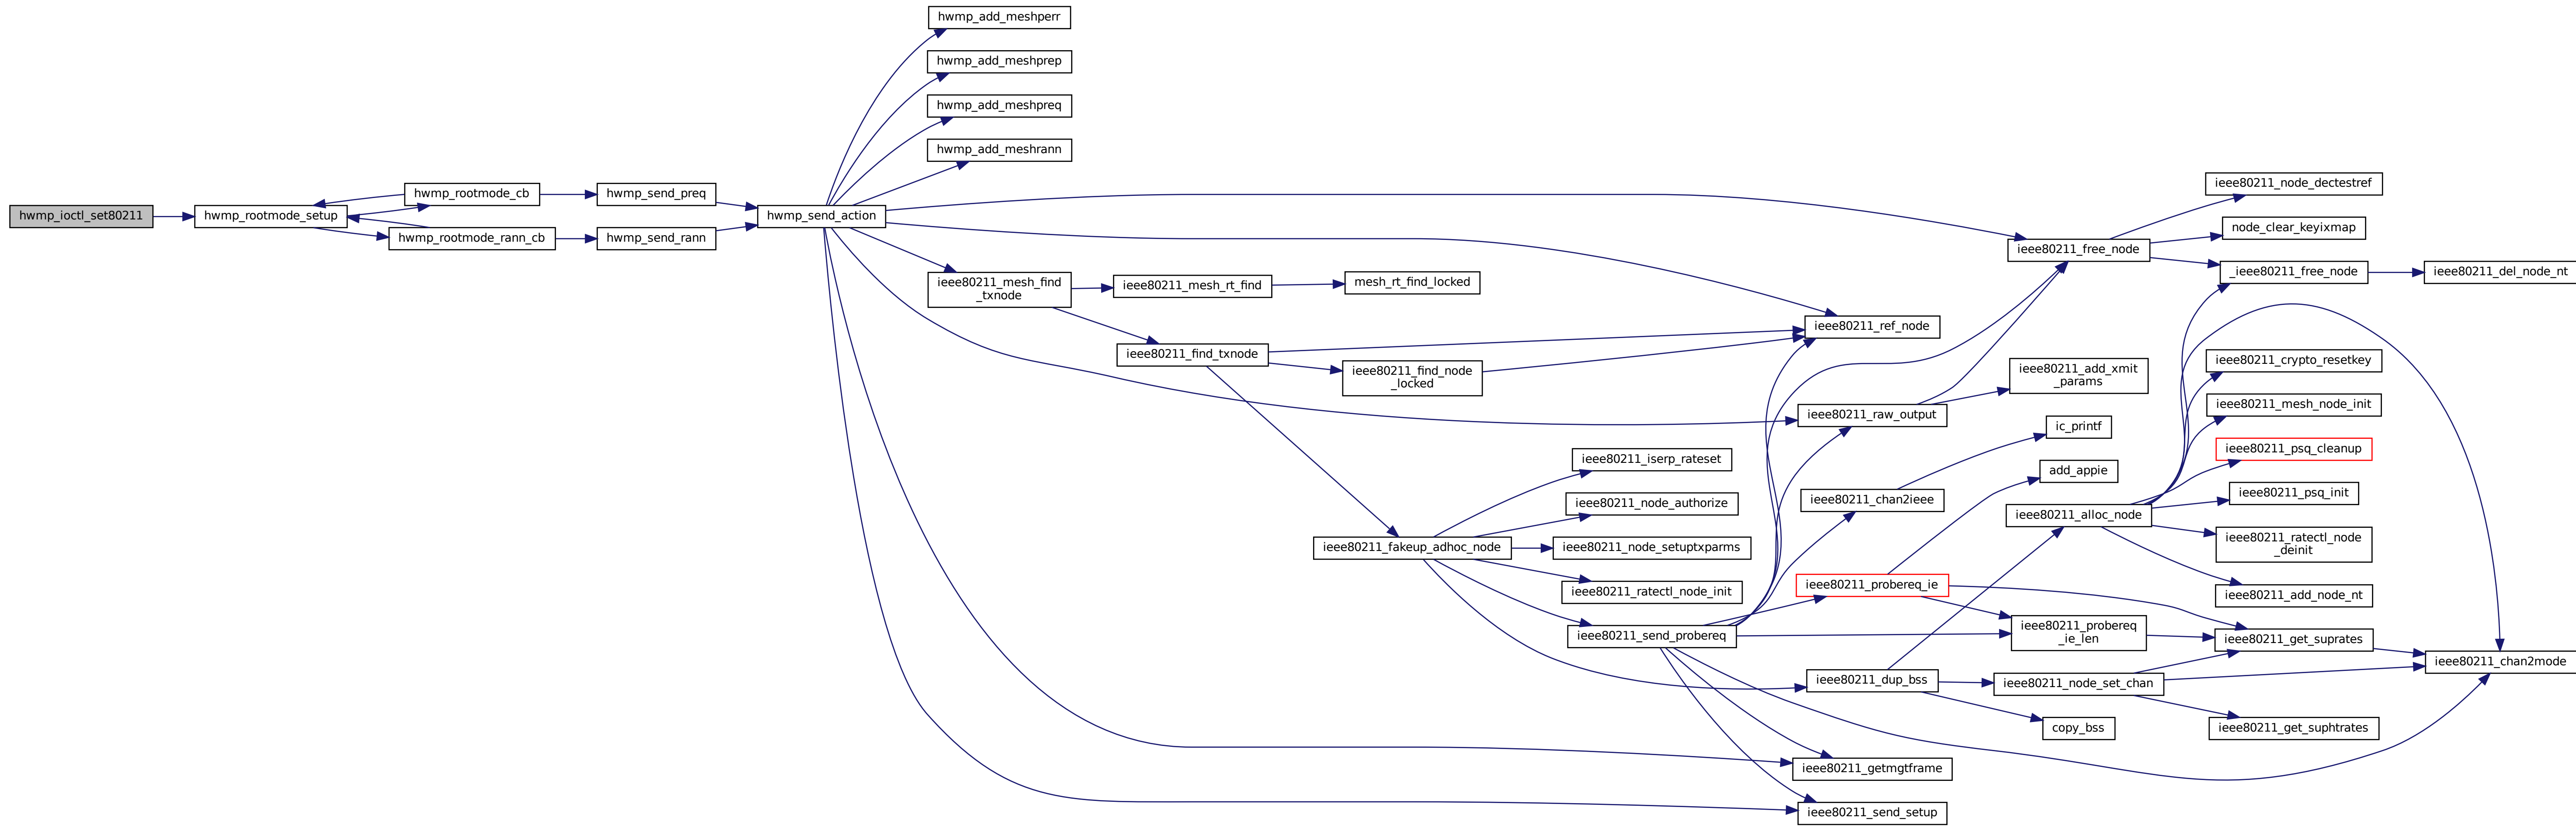 hwmp_ioctl_set80211
hwmp_rootmode_setup
hwmp_rootmode_cb
hwmp_rootmode_rann_cb
hwmp_send_preq
hwmp_send_rann
hwmp_send_action
hwmp_add_meshperr
hwmp_add_meshprep
hwmp_add_meshpreq
hwmp_add_meshrann
ieee80211_mesh_find
_txnode
ieee80211_mesh_rt_find
mesh_rt_find_locked
ieee80211_find_txnode
ieee80211_find_node
_locked
ieee80211_fakeup_adhoc_node
ieee80211_iserp_rateset
ieee80211_node_authorize
ieee80211_node_setuptxparms
ieee80211_ratectl_node_init
ieee80211_send_probereq
ieee80211_ref_node
ieee80211_raw_output
ieee80211_chan2ieee
ieee80211_probereq_ie
ieee80211_dup_bss
ieee80211_getmgtframe
ieee80211_send_setup
ieee80211_free_node
ieee80211_add_xmit
_params
ic_printf
add_appie
ieee80211_alloc_node
ieee80211_probereq
_ie_len
ieee80211_node_set_chan
copy_bss
ieee80211_node_dectestref
node_clear_keyixmap
_ieee80211_free_node
ieee80211_crypto_resetkey
ieee80211_mesh_node_init
ieee80211_psq_cleanup
ieee80211_psq_init
ieee80211_ratectl_node
_deinit
ieee80211_add_node_nt
ieee80211_get_suprates
ieee80211_get_suphtrates
ieee80211_del_node_nt
ieee80211_chan2mode